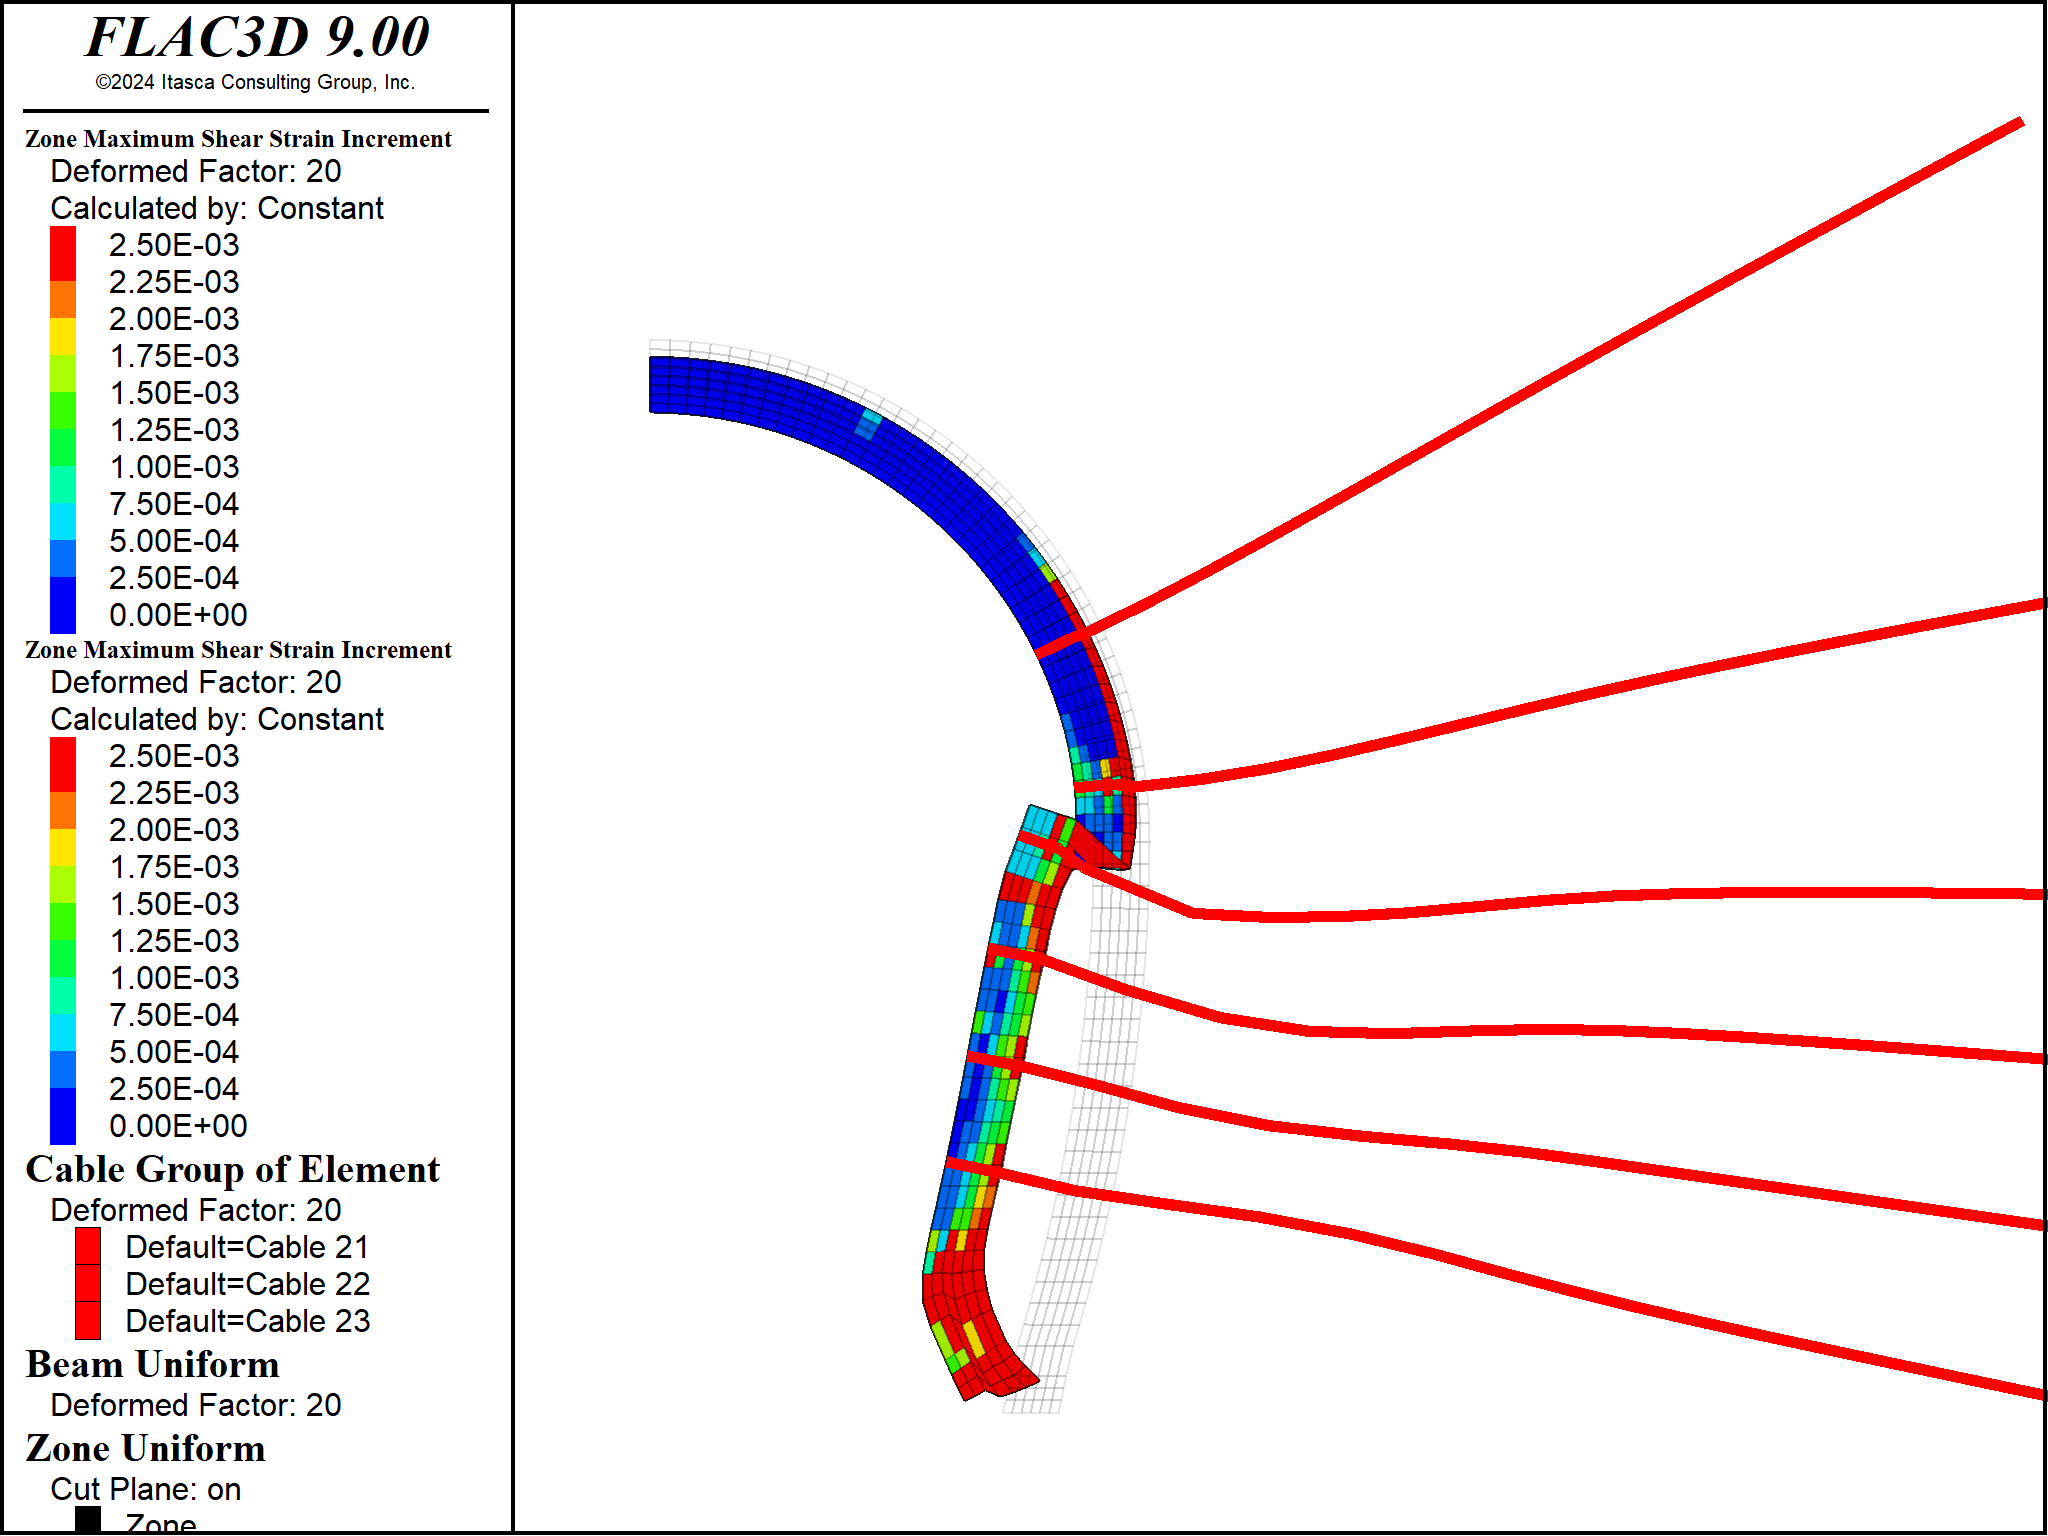 FLAC3D 9.00
©2024 Itasca Consulting Group, Inc.
Zone Maximum Shear Strain Increment
Deformed Factor: 20
Calculated by: Constant
2.50E-03
2.25E-03
2.00E-03
1.75E-03
1.50E-03
1.25E-03
1.00E-03
7.50E-04
5.00E-04
2.50E-04
0.00E+00
Zone Maximum Shear Strain Increment
Deformed Factor: 20
Calculated by: Constant
2.50E-03
2.25E-03
2.00E-03
1.75E-03
1.50E-03
1.25E-03
1.00E-03
7.50E-04
5.00E-04
2.50E-04
0.00E+00
Cable Group of Element
Deformed Factor: 20
Default=Cable 21
Default=Cable 22
Default=Cable 23
Beam Uniform
Deformed Factor: 20
Zone Uniform
Cut Plane: on
Zone